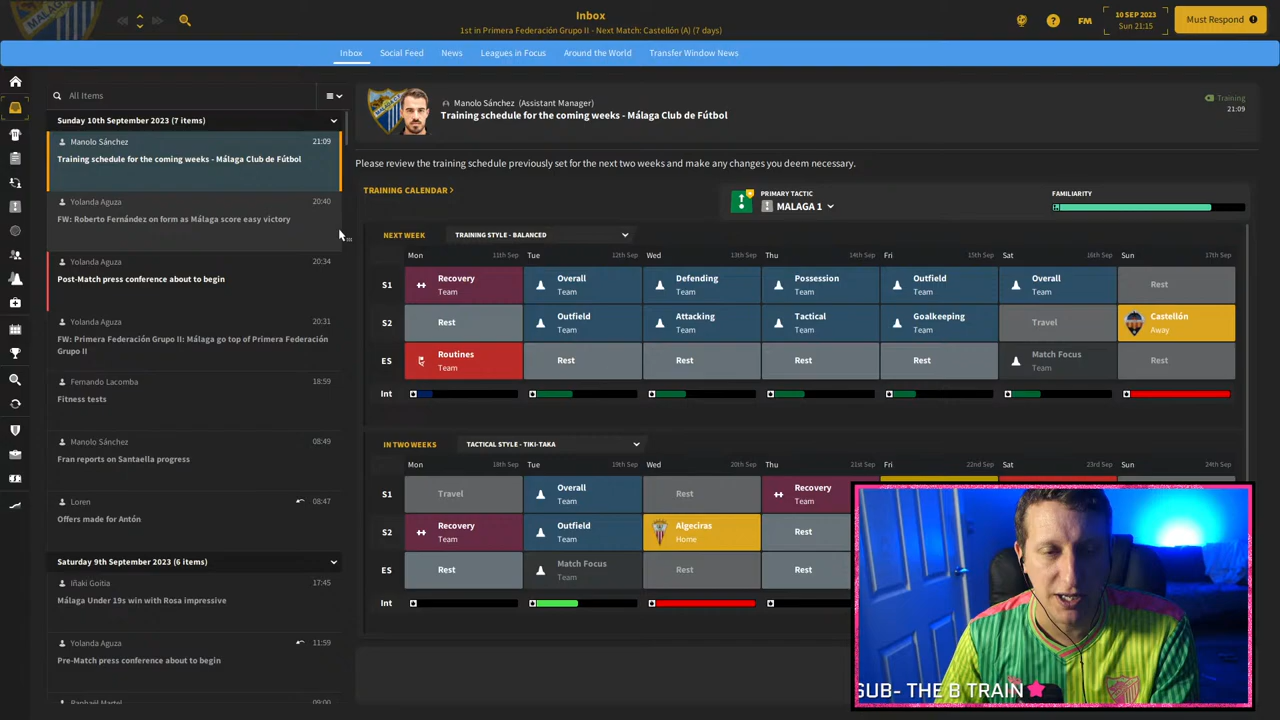 Inbox
1st in Primera Federación Grupo II - Next Match: Castellón (A) (7 days)
FM
10 SEP 2023
Sun 21:15
Must Respond
Inbox
Social Feed
News
Leagues in Focus
Around the World
Transfer Window News
All Items
Sunday 10th September 2023 (7 items)
Manolo Sánchez 21:09
Training schedule for the coming weeks - Málaga Club de Fútbol
Yolanda Aguza 20:40
FW: Roberto Fernández on form as Málaga score easy victory
Yolanda Aguza 20:34
Post-Match press conference about to begin
Yolanda Aguza 20:31
FW: Primera Federación Grupo II: Málaga go top of Primera Federación
Grupo II
Fernando Lacomba 18:59
Fitness tests
Manolo Sánchez 08:49
Fran reports on Santaella progress
Loren 08:47
Offers made for Antón
Saturday 9th September 2023 (6 items)
Iñaki Goitia 17:45
Málaga Under 19s win with Rosa impressive
Yolanda Aguza 11:59
Pre-Match press conference about to begin
Raphaël Martel 09:00
Manolo Sánchez (Assistant Manager)
Training schedule for the coming weeks - Málaga Club de Fútbol
Training
21:09
Please review the training schedule previously set for the next two weeks and make any changes you deem necessary.
TRAINING CALENDAR >
PRIMARY TACTIC
MALAGA 1
FAMILIARITY
NEXT WEEK TRAINING STYLE - BALANCED
Mon 11th Sep Tue 12th Sep Wed 13th Sep Thu 14th Sep Fri 15th Sep Sat 16th Sep Sun 17th Sep
S1 Recovery Overall Defending Possession Outfield Overall Rest
Team Team Team Team Team Team
S2 Rest Outfield Attacking Tactical Goalkeeping Travel Castellón
Team Team Team Team Away
ES Routines Rest Rest Rest Rest Match Focus Rest
Team Team
Int
IN TWO WEEKS TACTICAL STYLE - TIKI-TAKA
Mon 18th Sep Tue 19th Sep Wed 20th Sep Thu 21st Sep Fri 22nd Sep Sat 23rd Sep Sun 24th Sep
S1 Travel Overall Rest Recovery
Team Team
S2 Recovery Outfield Algeciras Rest
Team Team Home
ES Rest Match Focus Rest Rest
Team
Int
SUB- THE B TRAIN